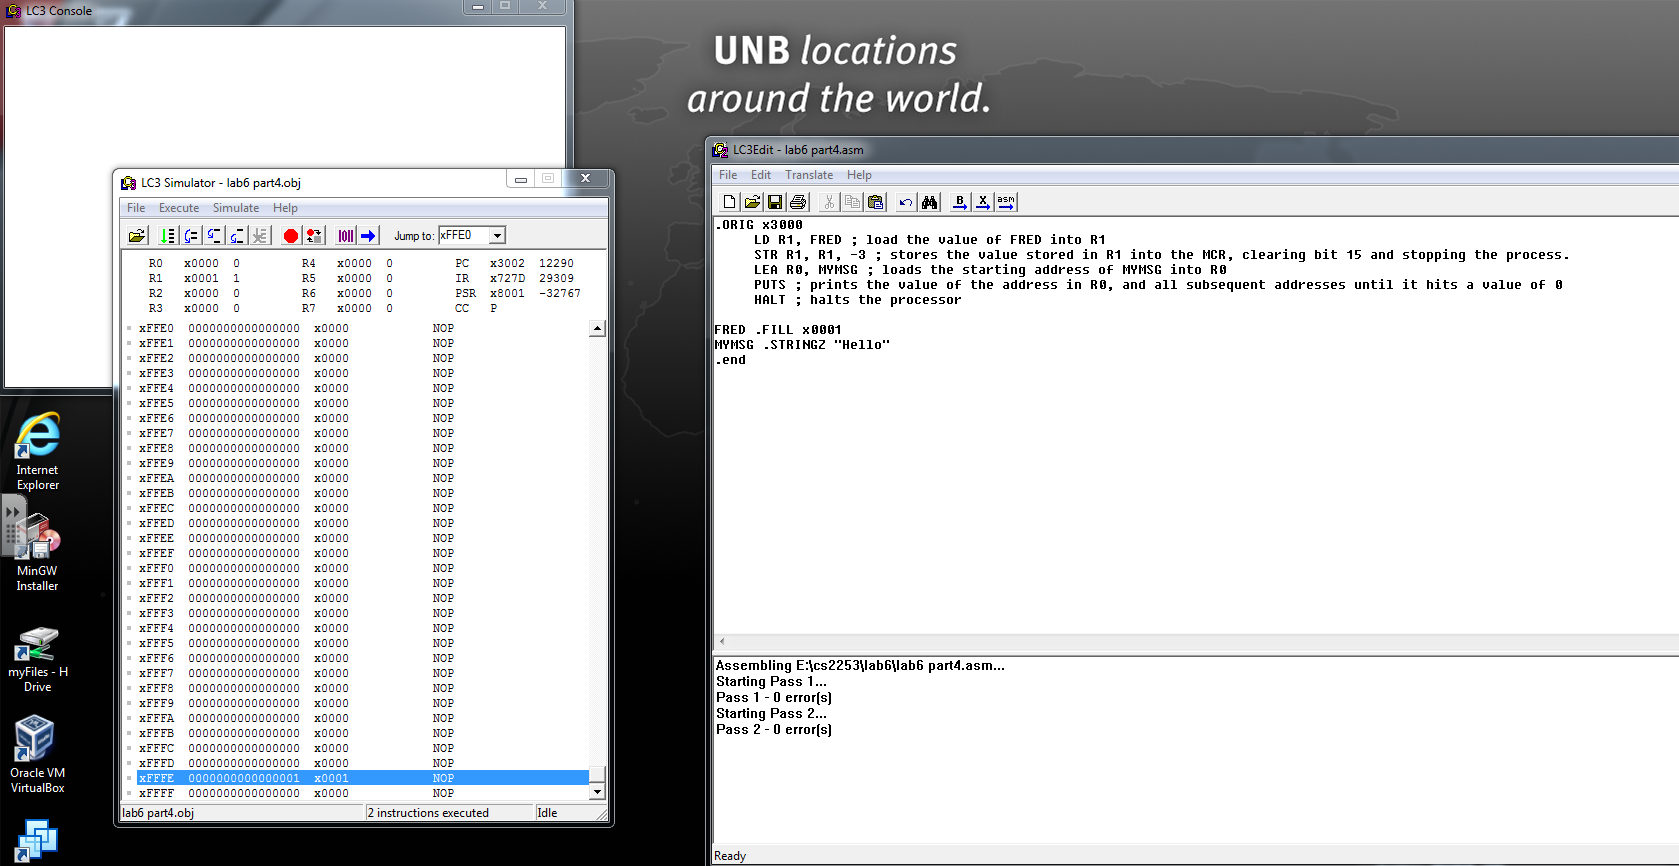 LC3 Console
UNB locations
around the world.
LC3 Simulator - lab6 part4.obj
File Execute Simulate Help
Jump to: xFFE0
R0 x0000 0 R4 x0000 0 PC x3002 12290
R1 x0001 1 R5 x0000 0 IR x727D 29309
R2 x0000 0 R6 x0000 0 PSR x8001 -32767
R3 x0000 0 R7 x0000 0 CC P
xFFE0 0000000000000000 x0000 NOP
xFFE1 0000000000000000 x0000 NOP
xFFE2 0000000000000000 x0000 NOP
xFFE3 0000000000000000 x0000 NOP
xFFE4 0000000000000000 x0000 NOP
xFFE5 0000000000000000 x0000 NOP
xFFE6 0000000000000000 x0000 NOP
xFFE7 0000000000000000 x0000 NOP
xFFE8 0000000000000000 x0000 NOP
xFFE9 0000000000000000 x0000 NOP
xFFEA 0000000000000000 x0000 NOP
xFFEB 0000000000000000 x0000 NOP
xFFEC 0000000000000000 x0000 NOP
xFFED 0000000000000000 x0000 NOP
xFFEE 0000000000000000 x0000 NOP
xFFEF 0000000000000000 x0000 NOP
xFFF0 0000000000000000 x0000 NOP
xFFF1 0000000000000000 x0000 NOP
xFFF2 0000000000000000 x0000 NOP
xFFF3 0000000000000000 x0000 NOP
xFFF4 0000000000000000 x0000 NOP
xFFF5 0000000000000000 x0000 NOP
xFFF6 0000000000000000 x0000 NOP
xFFF7 0000000000000000 x0000 NOP
xFFF8 0000000000000000 x0000 NOP
xFFF9 0000000000000000 x0000 NOP
xFFFA 0000000000000000 x0000 NOP
xFFFB 0000000000000000 x0000 NOP
xFFFC 0000000000000000 x0000 NOP
xFFFD 0000000000000000 x0000 NOP
xFFFE 0000000000000001 x0001 NOP
xFFFF 0000000000000000 x0000 NOP
lab6 part4.obj 2 instructions executed Idle
Internet
Explorer
MinGW
Installer
myFiles - H
Drive
Oracle VM
VirtualBox
LC3Edit - lab6 part4.asm
File Edit Translate Help
B X asm
.ORIG x3000
LD R1, FRED ; load the value of FRED into R1
STR R1, R1, -3 ; stores the value stored in R1 into the MCR, clearing bit 15 and stopping the process.
LEA R0, MYMSG ; loads the starting address of MYMSG into R0
PUTS ; prints the value of the address in R0, and all subsequent addresses until it hits a value of 0
HALT ; halts the processor
FRED .FILL x0001
MYMSG .STRINGZ "Hello"
.end
Assembling E:\cs2253\lab6\lab6 part4.asm...
Starting Pass 1...
Pass 1 - 0 error(s)
Starting Pass 2...
Pass 2 - 0 error(s)
Ready